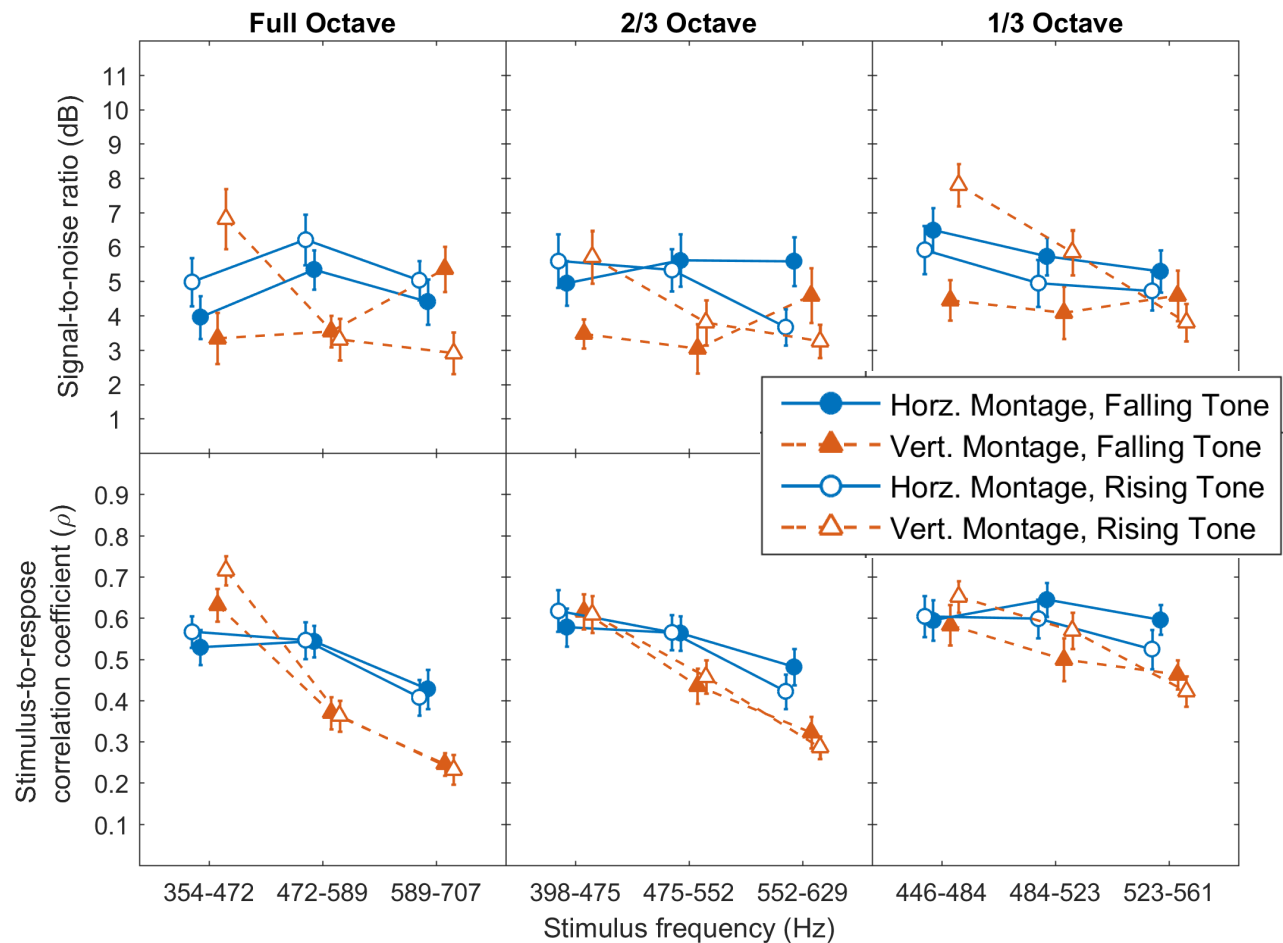 Full Octave 2/3 Octave 1/3 Octave
Signal-to-noise ratio (dB)
11
10
9
8
7
6
5
4
3
2
1
Horz. Montage, Falling Tone
Vert. Montage, Falling Tone
Horz. Montage, Rising Tone
Vert. Montage, Rising Tone
Stimulus-to-respose
correlation coefficient (ρ)
0.9
0.8
0.7
0.6
0.5
0.4
0.3
0.2
0.1
354-472 472-589 589-707 398-475 475-552 552-629 446-484 484-523 523-561
Stimulus frequency (Hz)